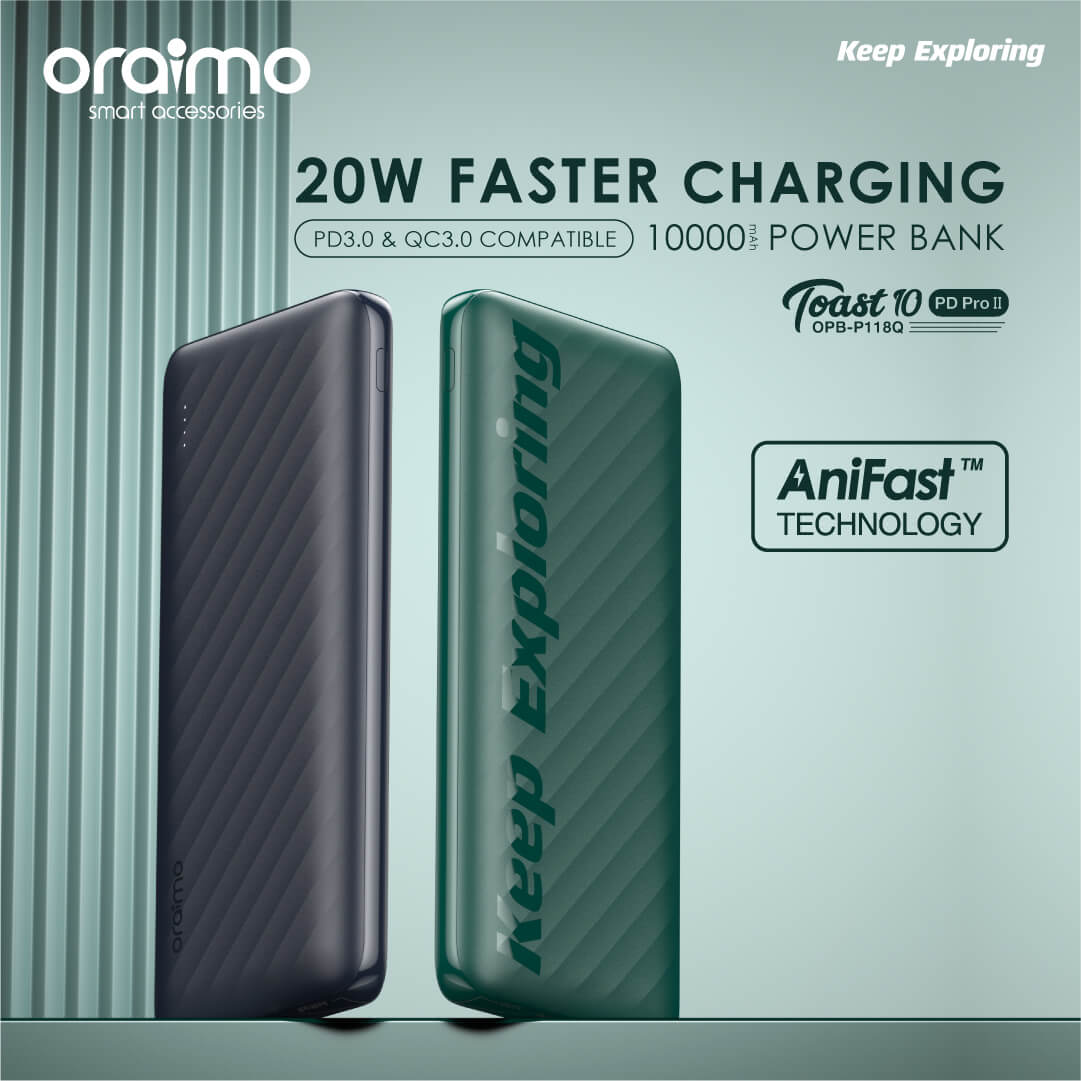 oraimo
smart accessories
Keep Exploring
20W FASTER CHARGING
PD3.0 & QC3.0 COMPATIBLE 10000mAh POWER BANK
Toast 10 PD Pro II
OPB-P118Q
AniFast™
TECHNOLOGY
Keep Exploring
oraimo